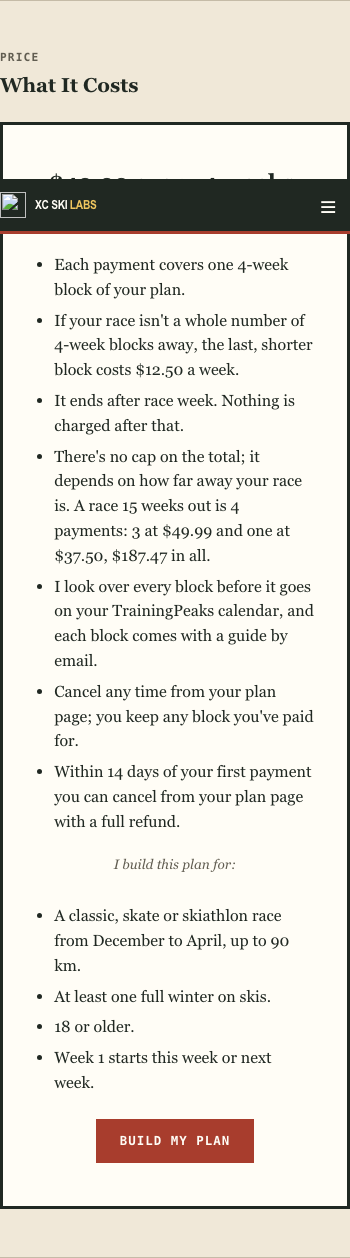 PRICE
What It Costs
XC SKI LABS
Each payment covers one 4-week
block of your plan.
If your race isn't a whole number of
4-week blocks away, the last, shorter
block costs $12.50 a week.
It ends after race week. Nothing is
charged after that.
There's no cap on the total; it
depends on how far away your race
is. A race 15 weeks out is 4
payments: 3 at $49.99 and one at
$37.50, $187.47 in all.
I look over every block before it goes
on your TrainingPeaks calendar, and
each block comes with a guide by
email.
Cancel any time from your plan
page; you keep any block you've paid
for.
Within 14 days of your first payment
you can cancel from your plan page
with a full refund.
I build this plan for:
A classic, skate or skiathlon race
from December to April, up to 90
km.
At least one full winter on skis.
18 or older.
Week 1 starts this week or next
week.
BUILD MY PLAN